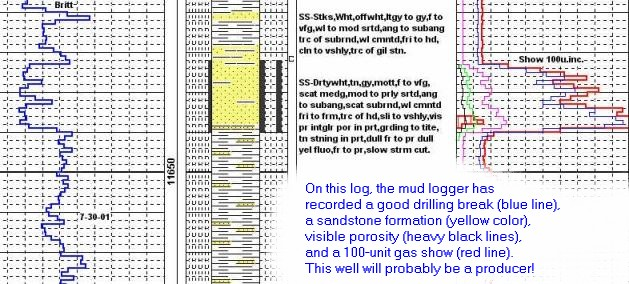 Britt
SS-Stks,Wht,offwht,ltgy to gy,f to
vfg,wl to mod srtd,ang to subang
trc of subrnd,wl cmntd,fri to hd,
cln to vshly,trc of gil stn.
Show 100u.inc.
SS-Drtywht,tn,gy,mott,f to vfg,
scat medg,mod to prly srtd,ang
to subang,scat subrnd,wl cmntd
fri to frm,trc of hd,sli to vshly,vis
pr intglr por in prt,grding to tite,
tn stning in prt,dull fr to pr dull
yel fluo,fr to pr,slow strm cut.
11650
7-30-01
On this log, the mud logger has
recorded a good drilling break (blue line),
a sandstone formation (yellow color),
visible porosity (heavy black lines),
and a 100-unit gas show (red line).
This well will probably be a producer!